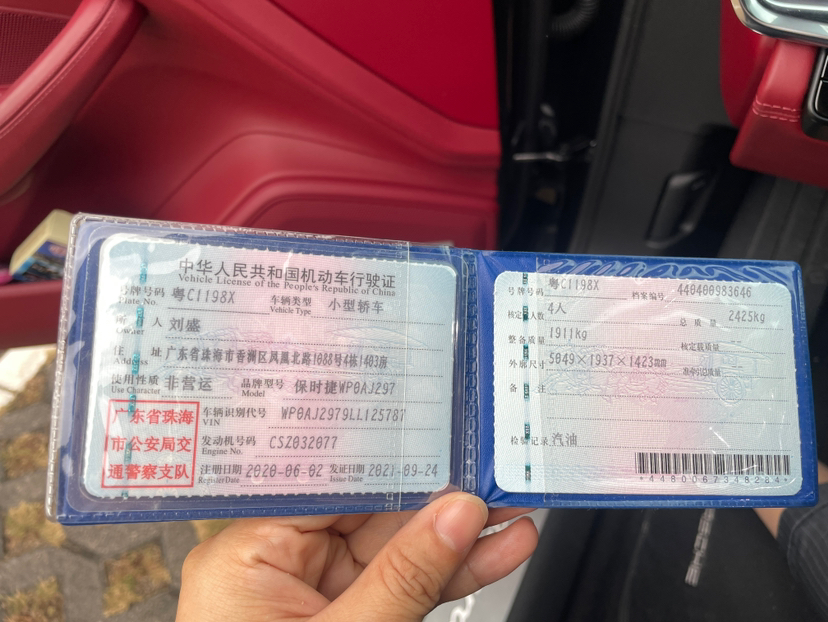 中华人民共和国机动车行驶证
Vehicle License of the People's Republic of China
号牌号码 粤C1198X 车辆类型 小型轿车
Plate No. Vehicle Type
所有人 刘盛
Owner
住址 广东省珠海市香洲区凤凰北路1088号4栋1403房
Address
使用性质 非营运 品牌型号 保时捷WP0AJ297
Use Character Model
广东省珠海
市公安局交
通警察支队
车辆识别代号 WP0AJ2979LL125787
VIN
发动机号码 CSZ032077
Engine No.
注册日期 2020-06-02 发证日期 2021-09-24
Register Date Issue Date
号牌号码 粤C1198X 档案编号 440400983646
核定人数 4人 总质量 2425kg
整备质量 1911kg 核定载质量 --
外廓尺寸 5049×1937×1423mm 准牵引总质量 --
备注
检验记录 汽油
*4480067348284*